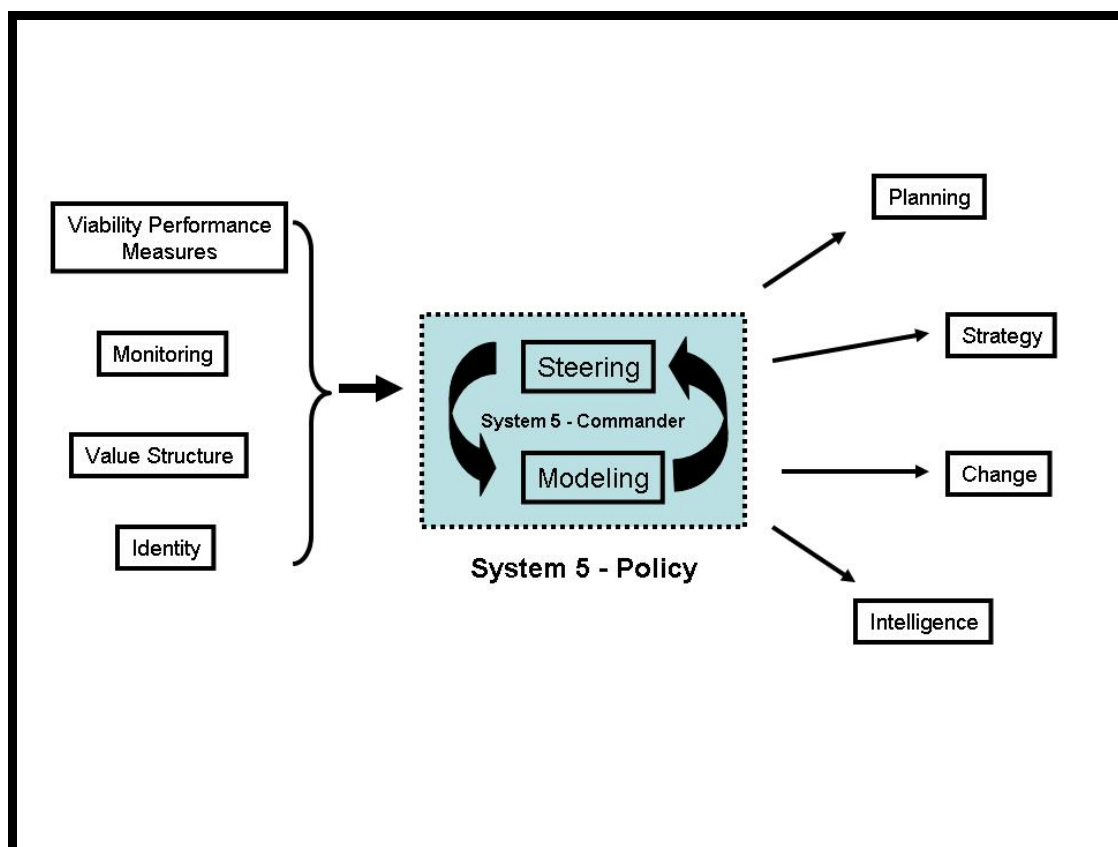 Viability Performance
Measures
Monitoring
Value Structure
Identity
Steering
System 5 - Commander
Modeling
System 5 - Policy
Planning
Strategy
Change
Intelligence